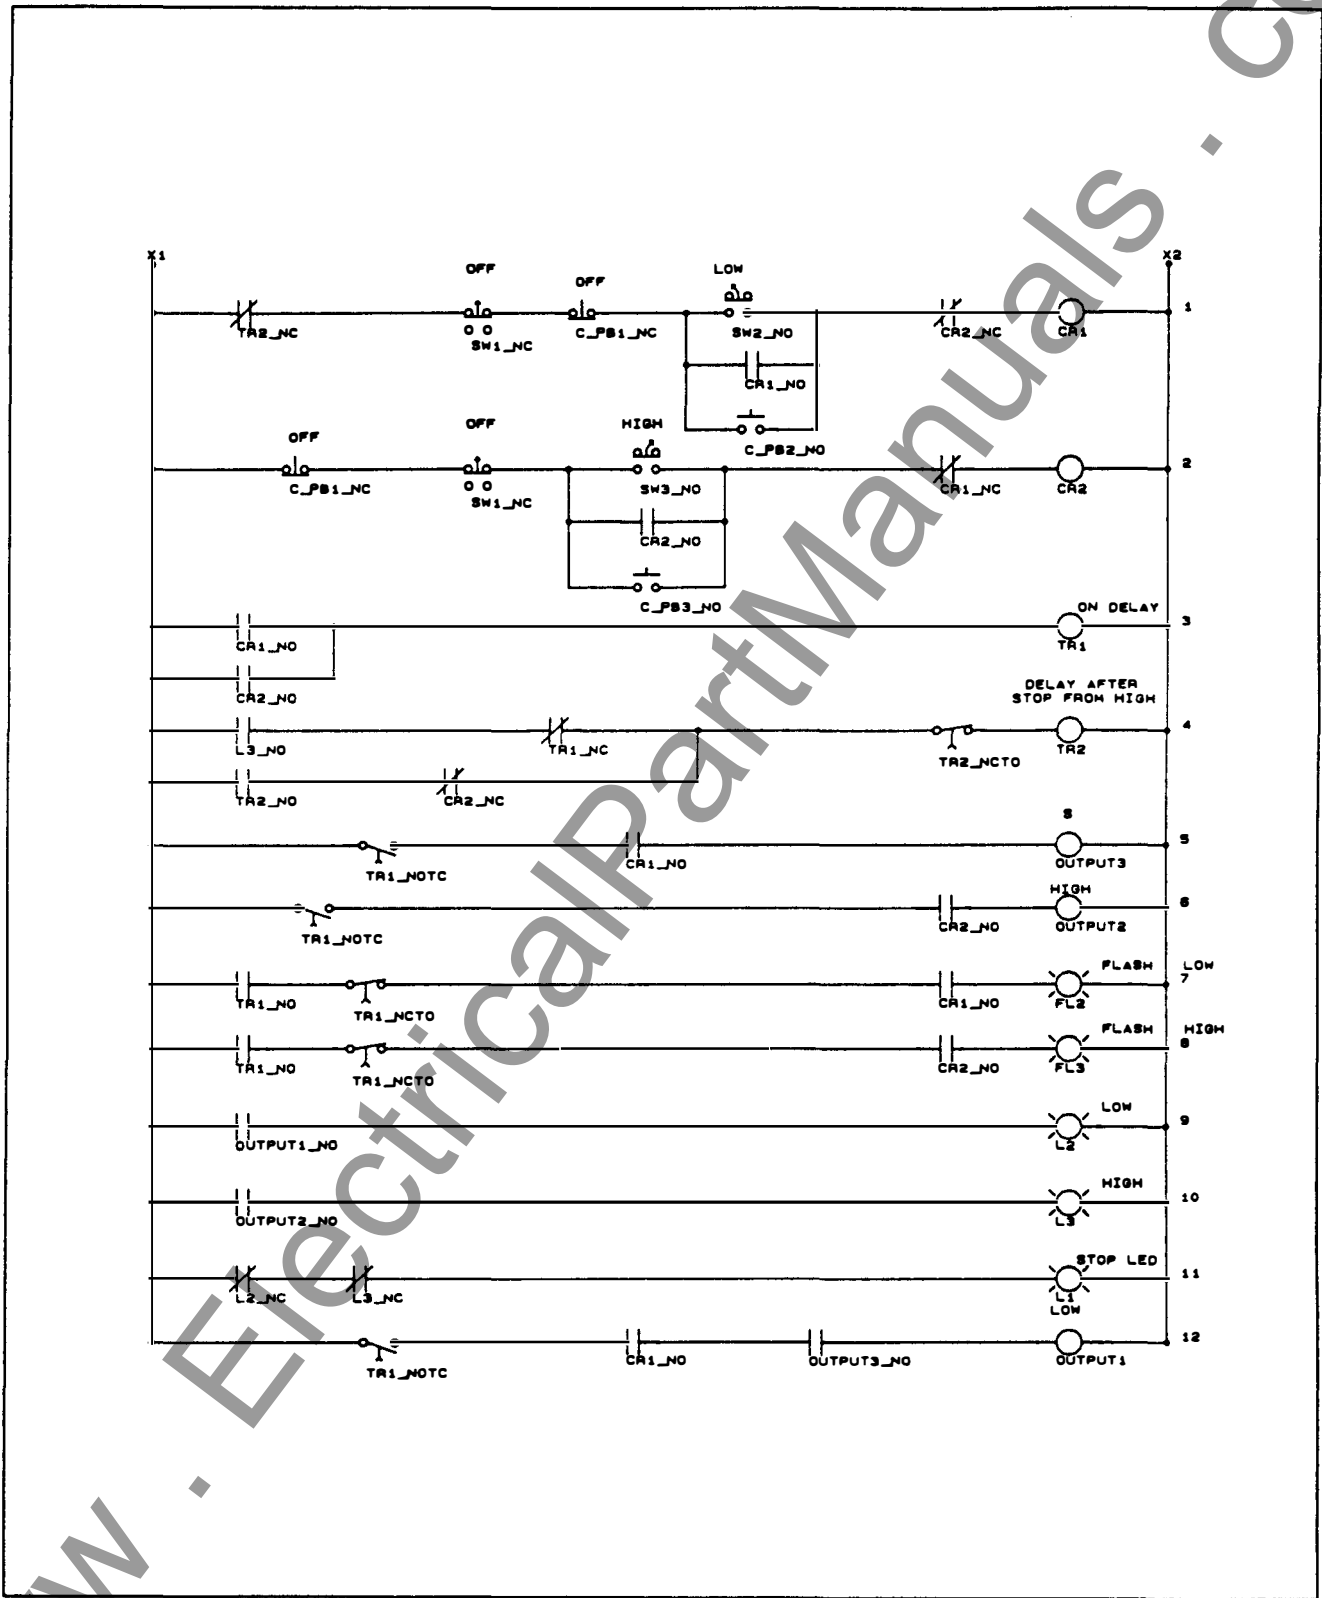 X1
X2
OFF
OFF
LOW
1
TR2_NC
SW1_NC
C_PB1_NC
SW2_NO
CR2_NC
CR1
CR1_NO
C_PB2_NO
OFF
OFF
HIGH
2
C_PB1_NC
SW1_NC
SW3_NO
CR1_NC
CR2
CR2_NO
C_PB3_NO
ON DELAY
3
CR1_NO
TR1
CR2_NO
DELAY AFTER
STOP FROM HIGH
4
L3_NO
TR1_NC
TR2_NCTO
TR2
TR2_NO
CR2_NC
S
5
TR1_NOTC
CR1_NO
OUTPUT3
HIGH
6
TR1_NOTC
CR2_NO
OUTPUT2
FLASH LOW
7
TR1_NO
TR1_NCTO
CR1_NO
FL2
FLASH HIGH
8
TR1_NO
TR1_NCTO
CR2_NO
FL3
LOW
9
OUTPUT1_NO
L2
HIGH
10
OUTPUT2_NO
L3
STOP LED
11
L2_NC
L3_NC
L1
LOW
12
TR1_NOTC
CR1_NO
OUTPUT3_NO
OUTPUT1
w . ElectricalPartManuals . c